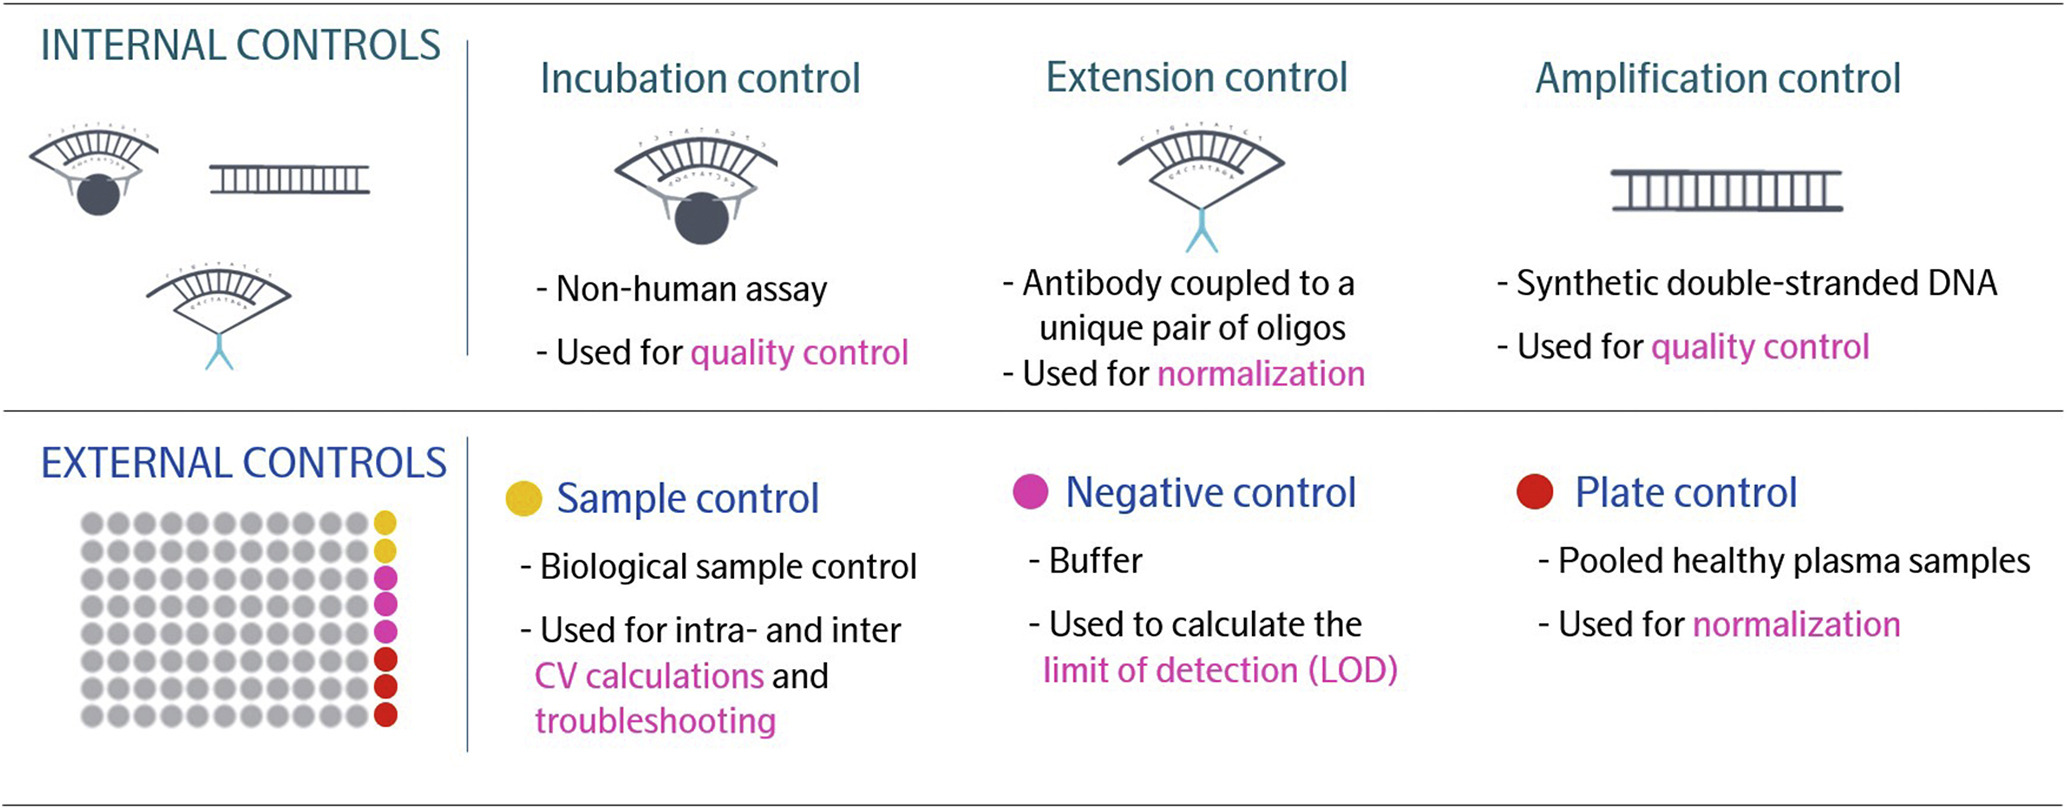 INTERNAL CONTROLS
Incubation control
Extension control
Amplification control
- Non-human assay
- Used for quality control
- Antibody coupled to a
unique pair of oligos
- Used for normalization
- Synthetic double-stranded DNA
- Used for quality control
EXTERNAL CONTROLS
Sample control
- Biological sample control
- Used for intra- and inter
CV calculations and
troubleshooting
Negative control
- Buffer
- Used to calculate the
limit of detection (LOD)
Plate control
- Pooled healthy plasma samples
- Used for normalization